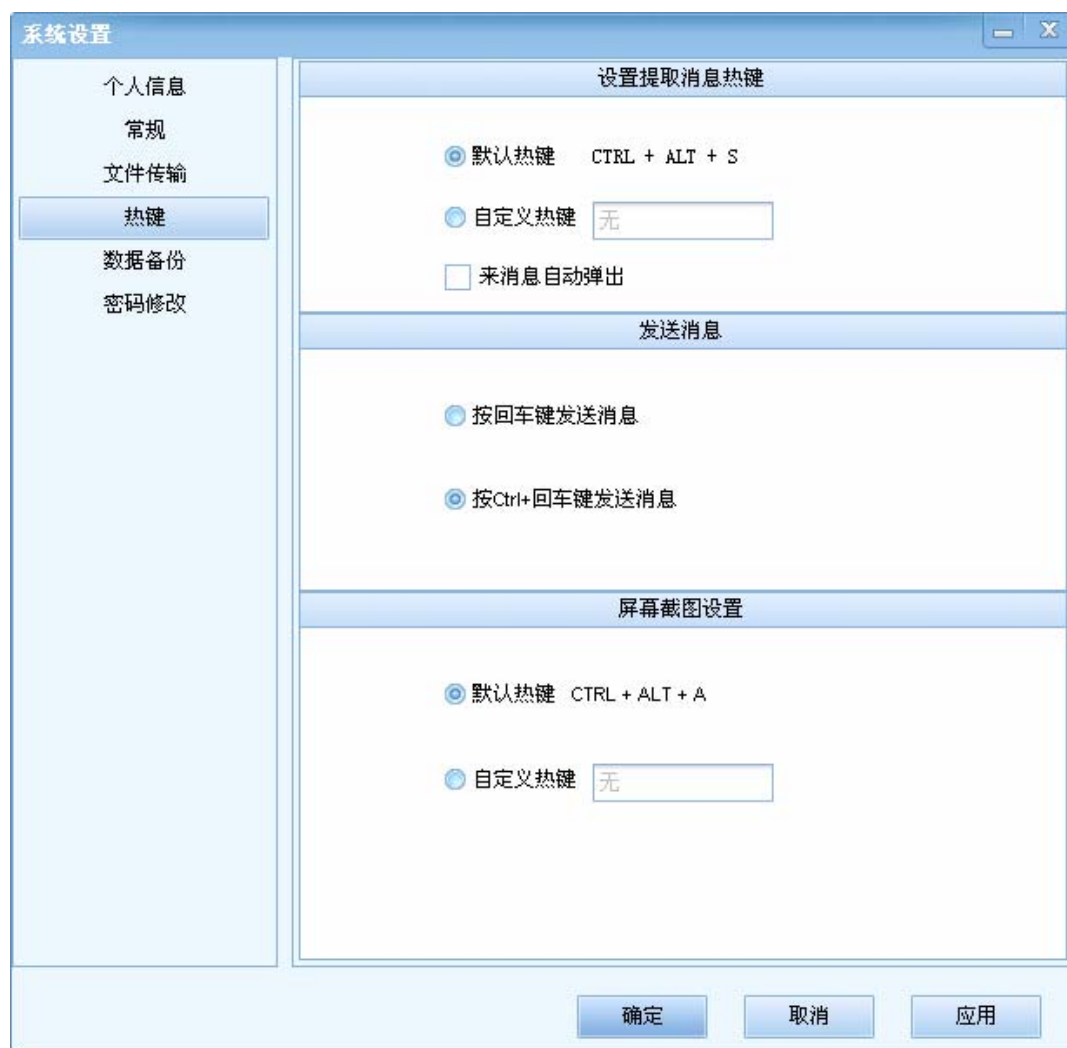 系统设置
个人信息
常规
文件传输
热键
数据备份
密码修改
设置提取消息热键
默认热键 CTRL + ALT + S
自定义热键 无
来消息自动弹出
发送消息
按回车键发送消息
按Ctrl+回车键发送消息
屏幕截图设置
默认热键 CTRL + ALT + A
自定义热键 无
确定 取消 应用